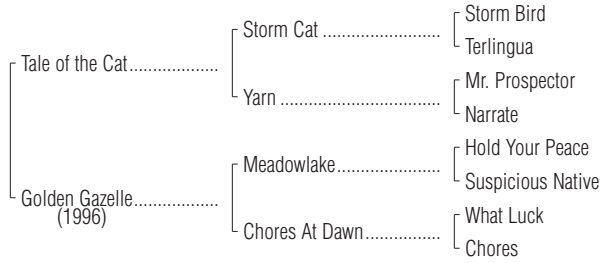 Storm Bird
Storm Cat ..............................
Terlingua
Tale of the Cat......................
Mr. Prospector
Yarn ........................................
Narrate
Hold Your Peace
Meadowlake...........................
Suspicious Native
Golden Gazelle.....................
(1996)
What Luck
Chores At Dawn...................
Chores